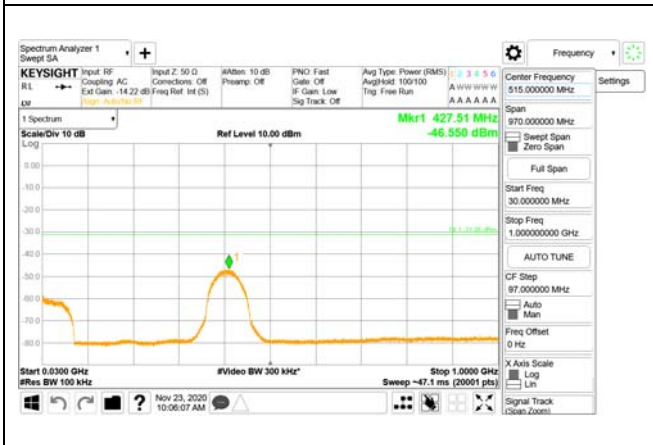 Spectrum Analyzer 1
Swept SA
Frequency
KEYSIGHT
Input: RF
Coupling: AC
Ext Gain: -14.22 dB
Align: Auto/No RF
Input Z: 50 Ω
Corrections: Off
Freq Ref: Int (S)
#Atten: 10 dB
Preamp: Off
PNO: Fast
Gate: Off
IF Gain: Low
Sig Track: Off
Avg Type: Power (RMS)
Avg|Hold: 100/100
Trig: Free Run
1 2 3 4 5 6
A W W W W W
A A A A A A
RL
1 Spectrum
Scale/Div 10 dB
Ref Level 10.00 dBm
Mkr1 427.51 MHz
-46.550 dBm
Log
0.00
-10.0
-20.0
-30.0
-40.0
-50.0
-60.0
-70.0
-80.0
1
Start 0.0300 GHz
#Res BW 100 kHz
#Video BW 300 kHz*
Stop 1.0000 GHz
Sweep ~47.1 ms (20001 pts)
?
Nov 23, 2020
10:06:07 AM
Center Frequency
515.000000 MHz
Settings
Span
970.000000 MHz
Swept Span
Zero Span
Full Span
Start Freq
30.000000 MHz
Stop Freq
1.000000000 GHz
AUTO TUNE
CF Step
97.000000 MHz
Auto
Man
Freq Offset
0 Hz
X Axis Scale
Log
Lin
Signal Track
(Span Zoom)